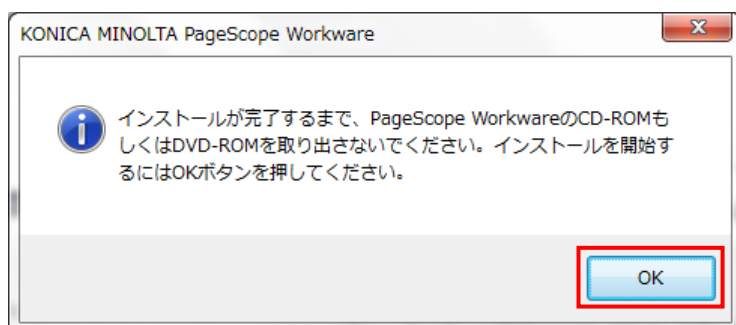 KONICA MINOLTA PageScope Workware
インストールが完了するまで、PageScope WorkwareのCD-ROMも
しくはDVD-ROMを取り出さないでください。インストールを開始す
るにはOKボタンを押してください。
OK